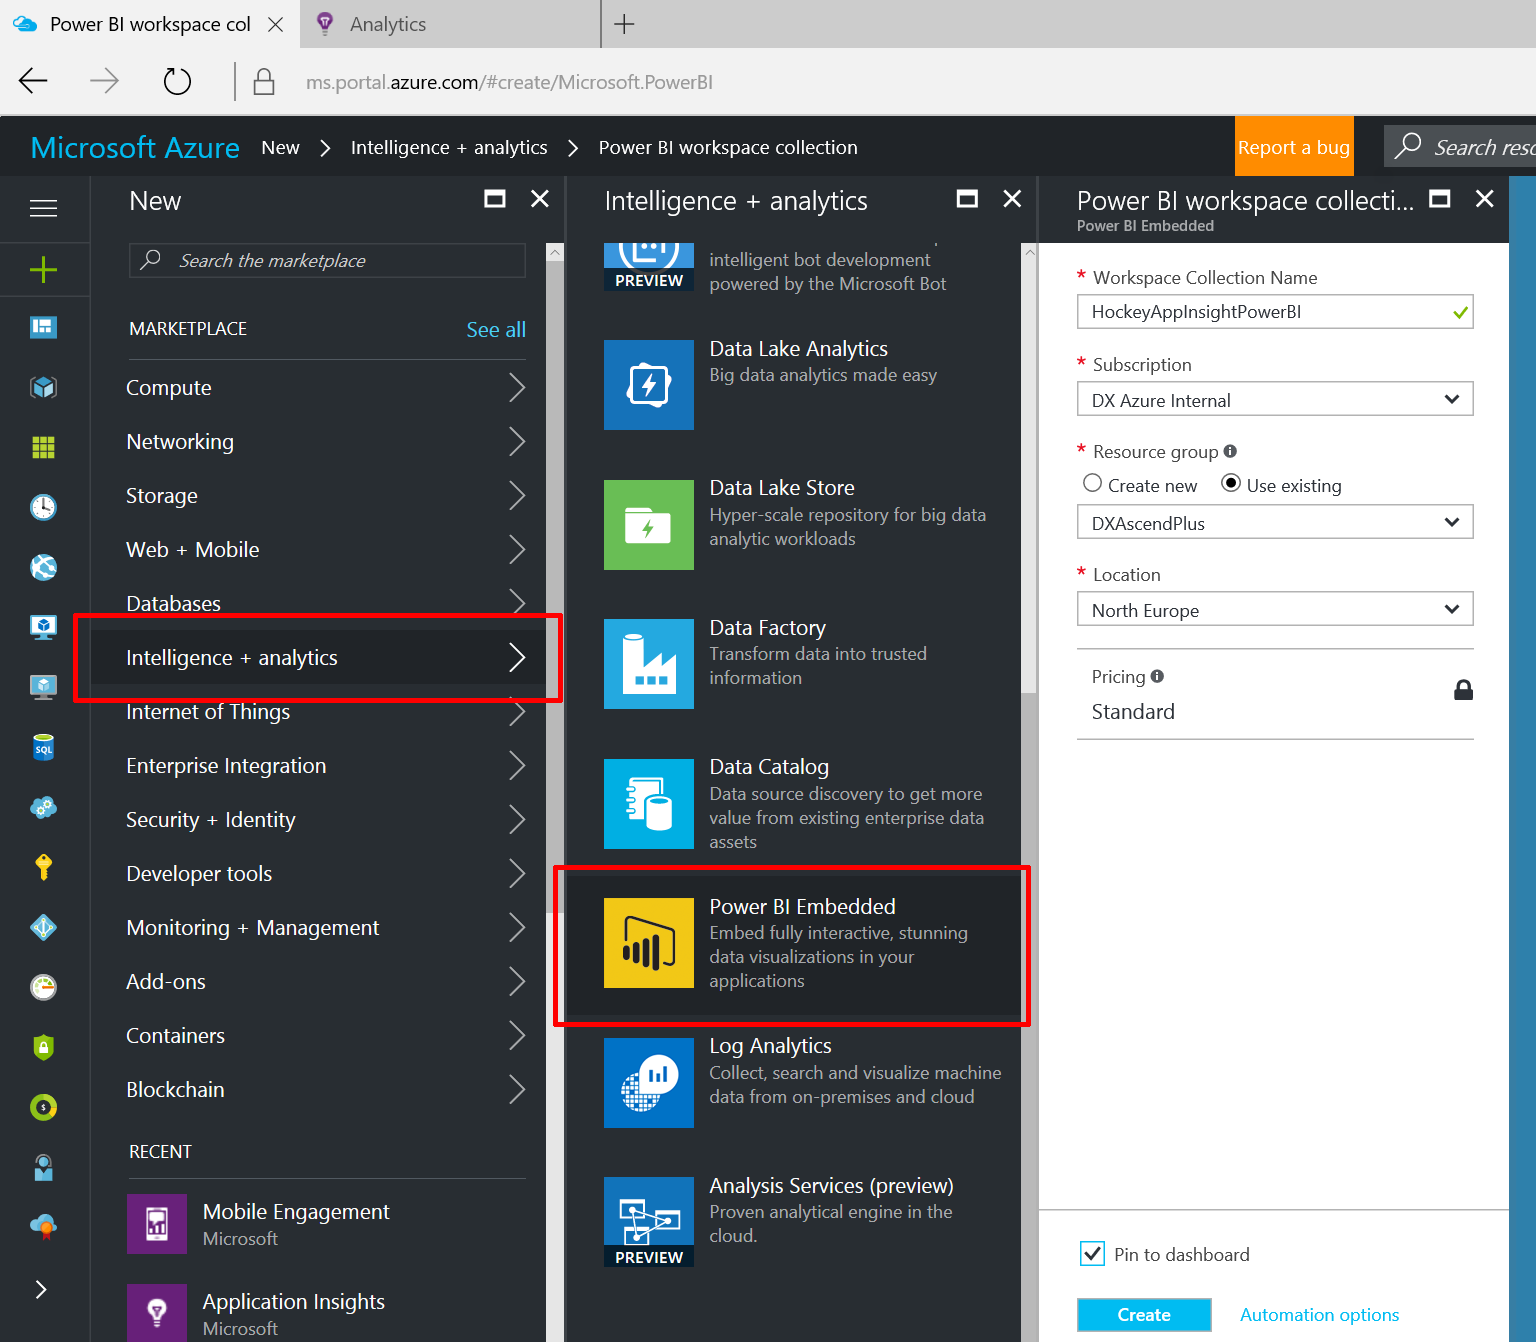 Power BI workspace col
Analytics
ms.portal.azure.com/#create/Microsoft.PowerBI
Microsoft Azure
New
Intelligence + analytics
Power BI workspace collection
Report a bug
Search reso
New
Search the marketplace
MARKETPLACE
See all
Compute
Networking
Storage
Web + Mobile
Databases
Intelligence + analytics
Internet of Things
Enterprise Integration
Security + Identity
Developer tools
Monitoring + Management
Add-ons
Containers
Blockchain
RECENT
Mobile Engagement
Microsoft
Application Insights
Microsoft
SQL
Intelligence + analytics
intelligent bot development
powered by the Microsoft Bot
PREVIEW
Data Lake Analytics
Big data analytics made easy
Data Lake Store
Hyper-scale repository for big data
analytic workloads
Data Factory
Transform data into trusted
information
Data Catalog
Data source discovery to get more
value from existing enterprise data
assets
Power BI Embedded
Embed fully interactive, stunning
data visualizations in your
applications
Log Analytics
Collect, search and visualize machine
data from on-premises and cloud
Analysis Services (preview)
Proven analytical engine in the
cloud.
PREVIEW
Power BI workspace collecti...
Power BI Embedded
* Workspace Collection Name
HockeyAppInsightPowerBI
* Subscription
DX Azure Internal
* Resource group
Create new
Use existing
DXAscendPlus
* Location
North Europe
Pricing
Standard
Pin to dashboard
Create
Automation options